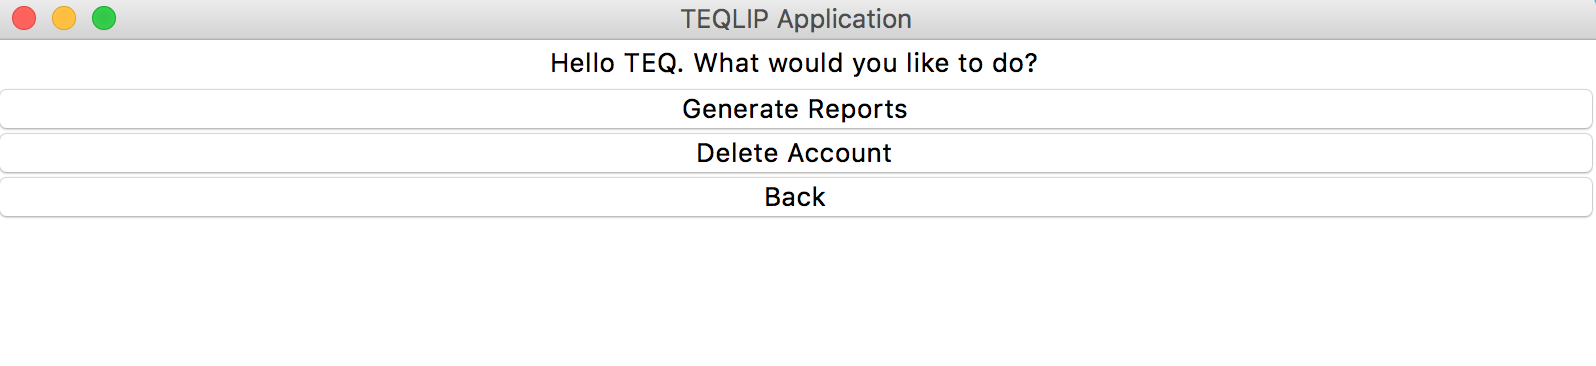 TEQLIP Application
Hello TEQ. What would you like to do?
Generate Reports
Delete Account
Back